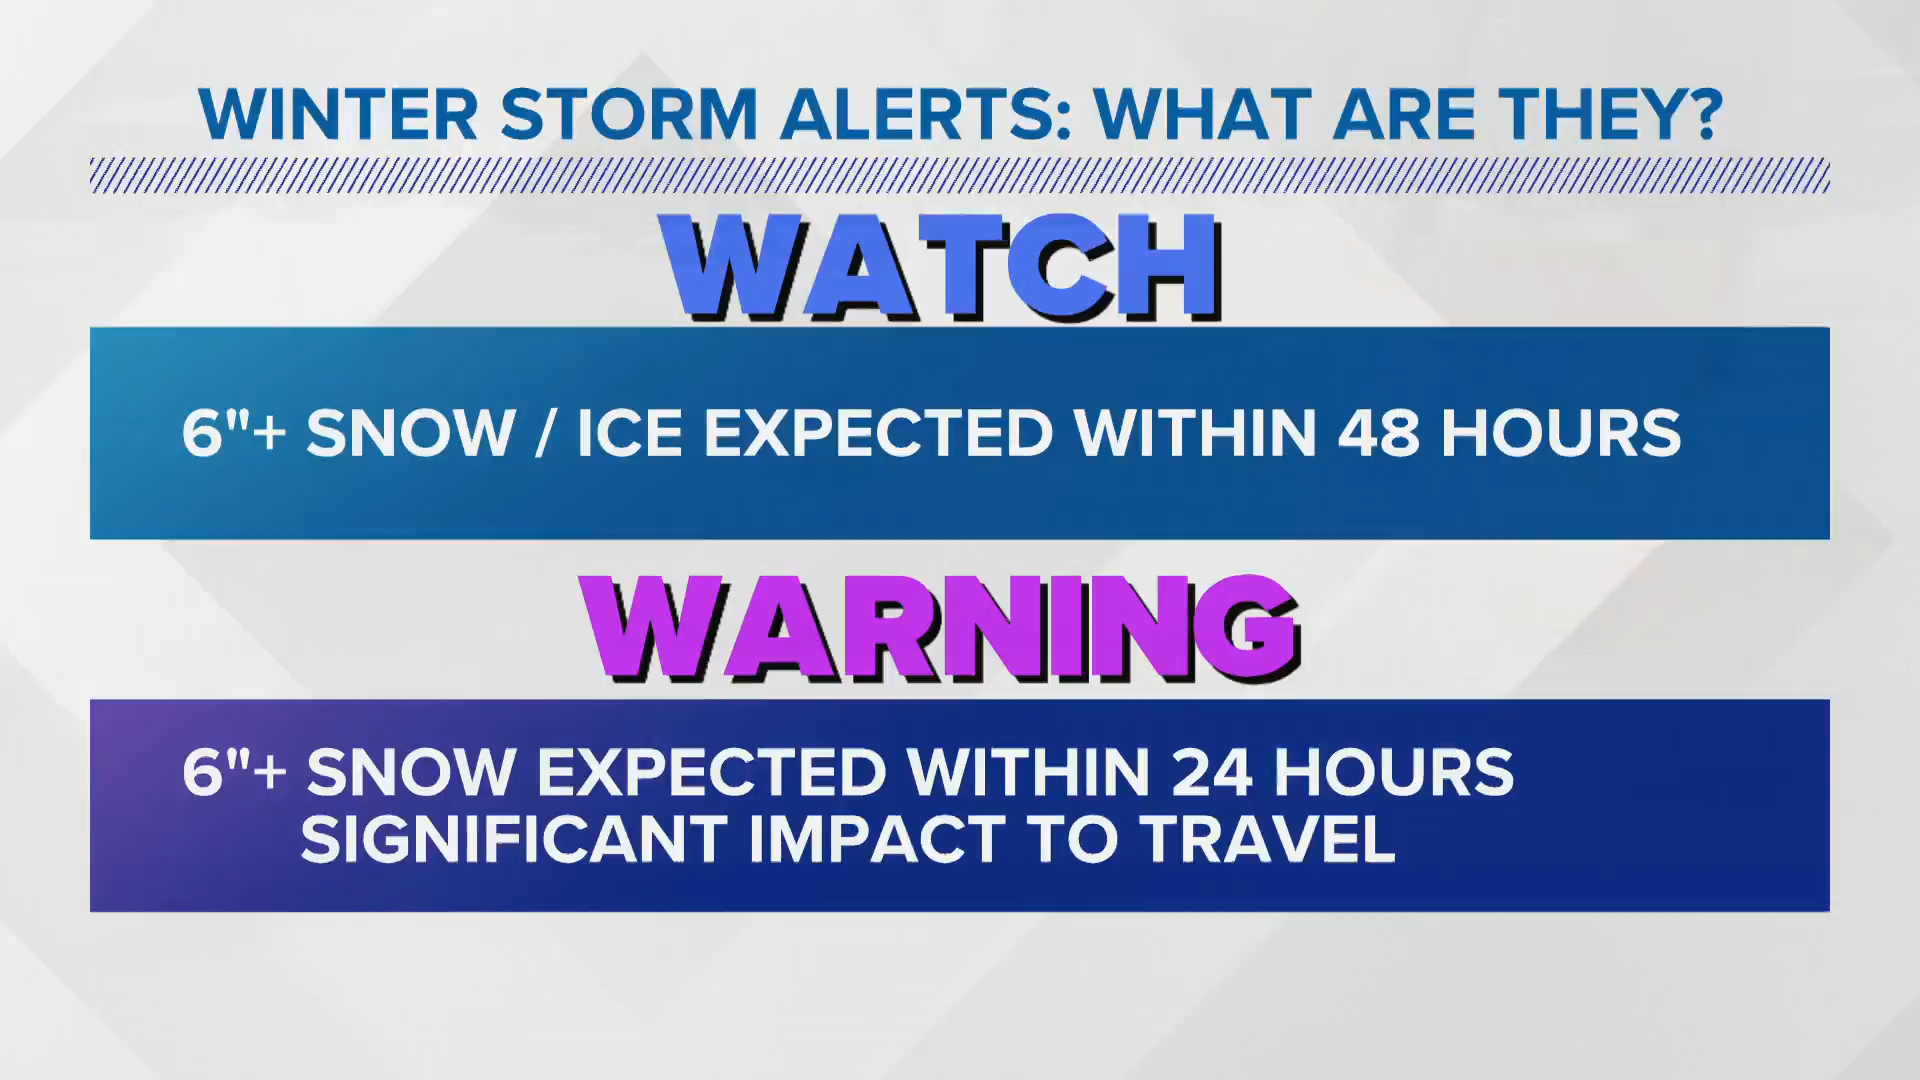 WINTER STORM ALERTS: WHAT ARE THEY?
WATCH
6"+ SNOW / ICE EXPECTED WITHIN 48 HOURS
WARNING
6"+ SNOW EXPECTED WITHIN 24 HOURS
SIGNIFICANT IMPACT TO TRAVEL